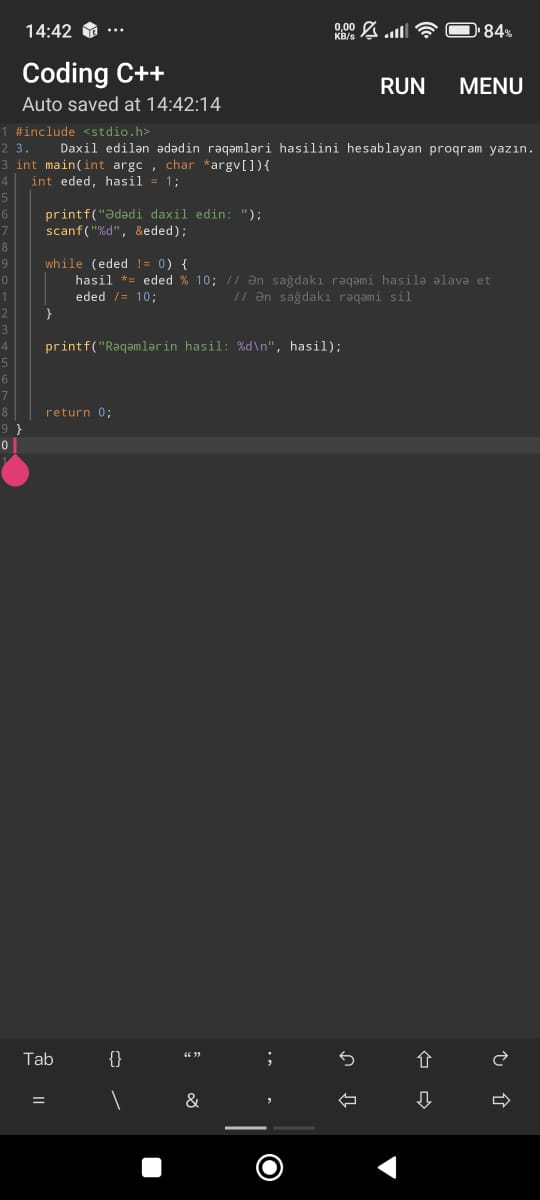 14:42 ... 0,00 KB/s 84%
Coding C++
RUN MENU
Auto saved at 14:42:14
1 #include <stdio.h>
2 3. Daxil edilən ədədin rəqəmləri hasilini hesablayan proqram yazın.
3 int main(int argc , char *argv[]){
4 int eded, hasil = 1;
5
6 printf("Ədədi daxil edin: ");
7 scanf("%d", &eded);
8
9 while (eded != 0) {
0 hasil *= eded % 10; // Ən sağdakı rəqəmi hasilə əlavə et
1 eded /= 10; // Ən sağdakı rəqəmi sil
2 }
3
4 printf("Rəqəmlərin hasil: %d\n", hasil);
5
6
7
8 return 0;
9 }
0
1
Tab {} “” ;
= \ & ,